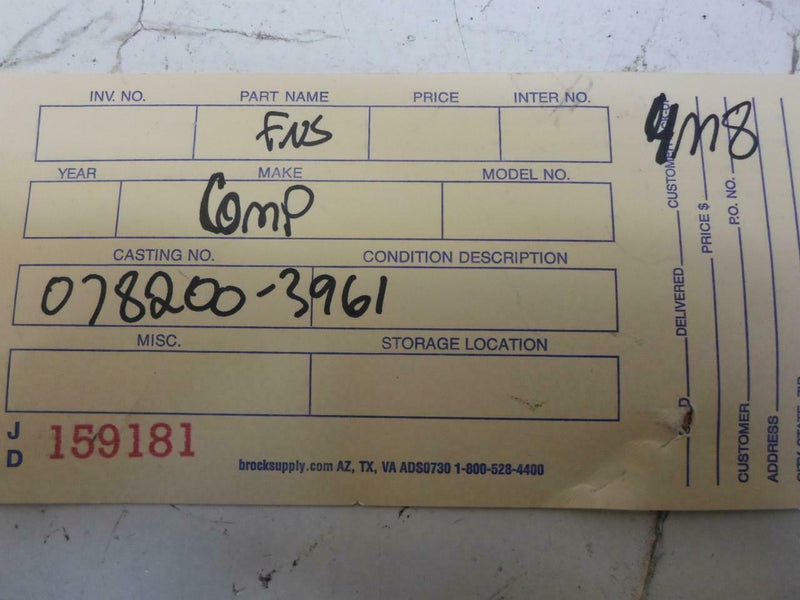 INV. NO. PART NAME PRICE INTER NO.
FNS
YEAR MAKE MODEL NO.
Comp
CASTING NO. CONDITION DESCRIPTION
078200-3961
MISC. STORAGE LOCATION
JD 159181
brocksupply.com AZ, TX, VA ADS0730 1-800-528-4400
4M8
DELIVERED CUSTOMER
PRICE $
CUSTOMER P.O. NO.
ADDRESS